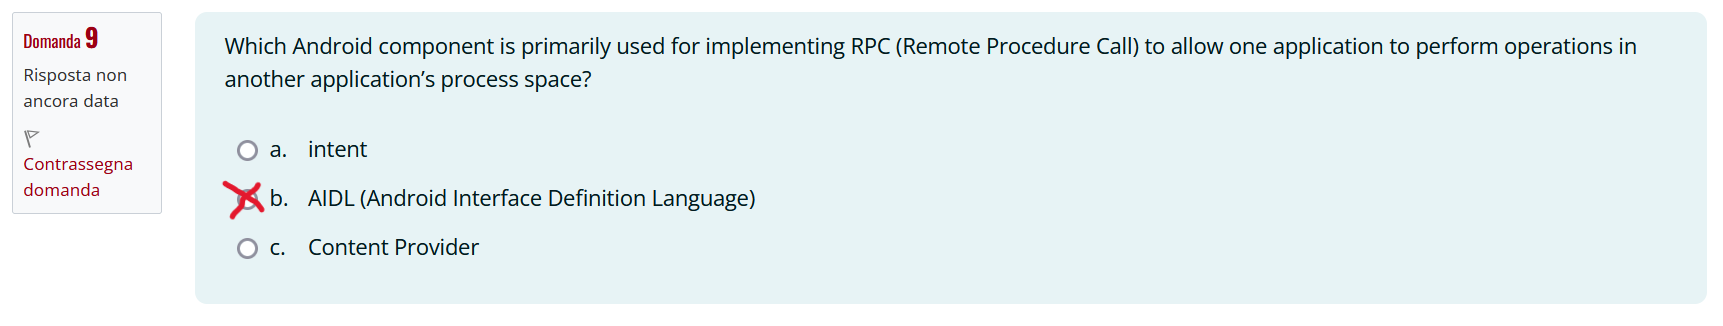 Domanda 9
Risposta non
ancora data
Contrassegna
domanda
Which Android component is primarily used for implementing RPC (Remote Procedure Call) to allow one application to perform operations in
another application’s process space?
a. intent
b. AIDL (Android Interface Definition Language)
c. Content Provider